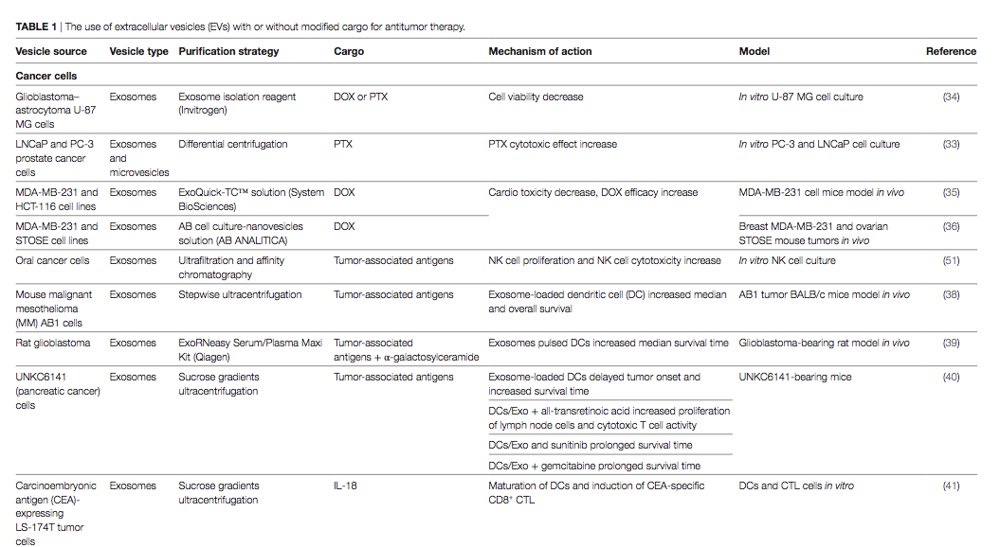 TABLE 1 | The use of extracellular vesicles (EVs) with or without modified cargo for antitumor therapy.
Vesicle source Vesicle type Purification strategy Cargo Mechanism of action Model Reference
Cancer cells
Glioblastoma– Exosomes Exosome isolation reagent DOX or PTX Cell viability decrease In vitro U-87 MG cell culture (34)
astrocytoma U-87 (Invitrogen)
MG cells
LNCaP and PC-3 Exosomes Differential centrifugation PTX PTX cytotoxic effect increase In vitro PC-3 and LNCaP cell culture (33)
prostate cancer and
cells microvesicles
MDA-MB-231 and Exosomes ExoQuick-TC™ solution (System DOX Cardio toxicity decrease, DOX efficacy increase MDA-MB-231 cell mice model in vivo (35)
HCT-116 cell lines BioSciences)
MDA-MB-231 and Exosomes AB cell culture-nanovesicles DOX Breast MDA-MB-231 and ovarian (36)
STOSE cell lines solution (AB ANALITICA) STOSE mouse tumors in vivo
Oral cancer cells Exosomes Ultrafiltration and affinity Tumor-associated antigens NK cell proliferation and NK cell cytotoxicity increase In vitro NK cell culture (51)
chromatography
Mouse malignant Exosomes Stepwise ultracentrifugation Tumor-associated antigens Exosome-loaded dendritic cell (DC) increased median AB1 tumor BALB/c mice model in vivo (38)
mesothelioma and overall survival
(MM) AB1 cells
Rat glioblastoma Exosomes ExoRNeasy Serum/Plasma Maxi Tumor-associated Exosomes pulsed DCs increased median survival time Glioblastoma-bearing rat model in vivo (39)
Kit (Qiagen) antigens + α-galactosylceramide
UNKC6141 Exosomes Sucrose gradients Tumor-associated antigens Exosome-loaded DCs delayed tumor onset and UNKC6141-bearing mice (40)
(pancreatic cancer) ultracentrifugation increased survival time
cells
DCs/Exo + all-transretinoic acid increased proliferation
of lymph node cells and cytotoxic T cell activity
DCs/Exo and sunitinib prolonged survival time
DCs/Exo + gemcitabine prolonged survival time
Carcinoembryonic Exosomes Sucrose gradients IL-18 Maturation of DCs and induction of CEA-specific DCs and CTL cells in vitro (41)
antigen (CEA)- ultracentrifugation CD8⁺ CTL
expressing
LS-174T tumor
cells